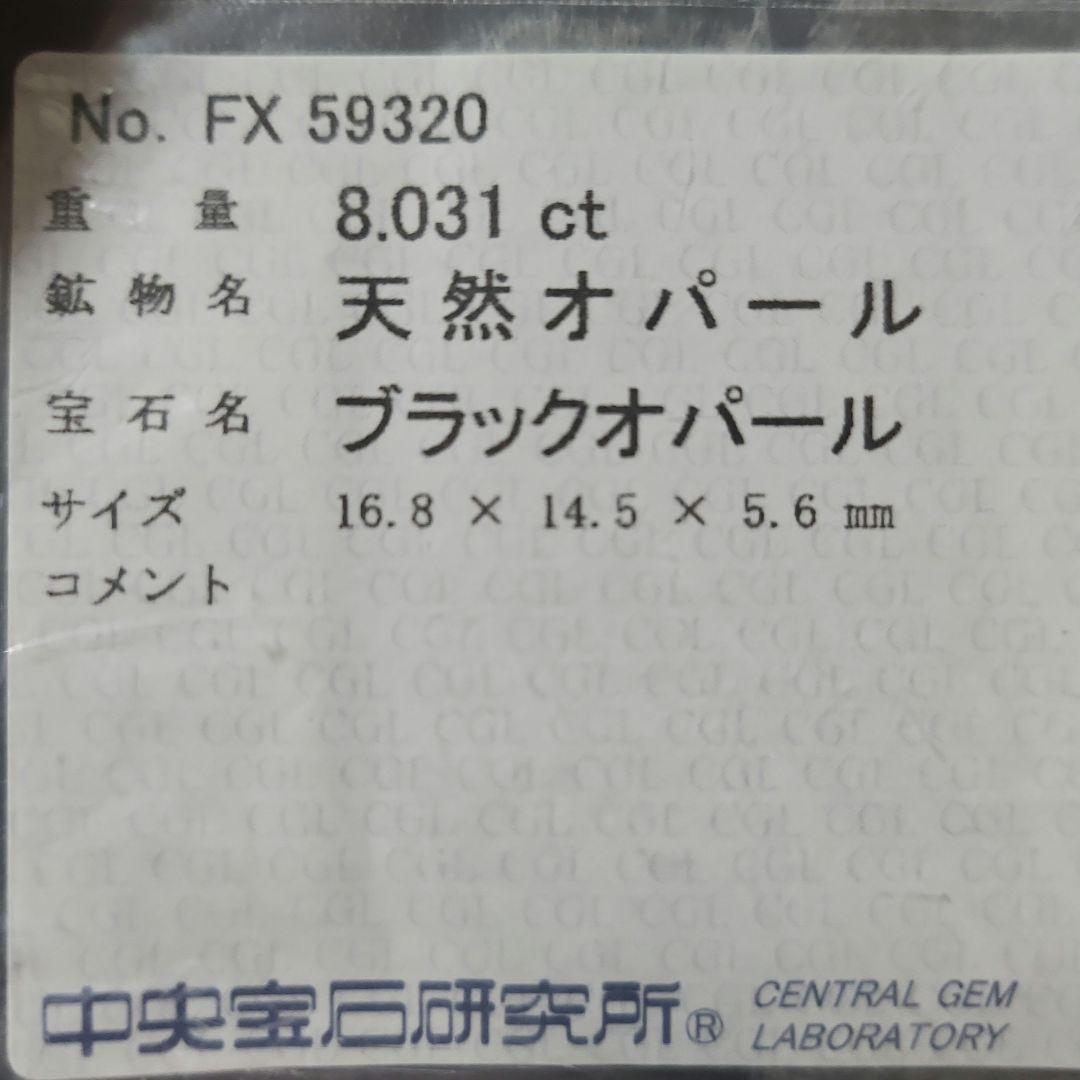 No. FX 59320
重量 8.031 ct
鉱物名 天然オパール
宝石名 ブラックオパール
サイズ 16.8 × 14.5 × 5.6 mm
コメント
中央宝石研究所® CENTRAL GEM LABORATORY